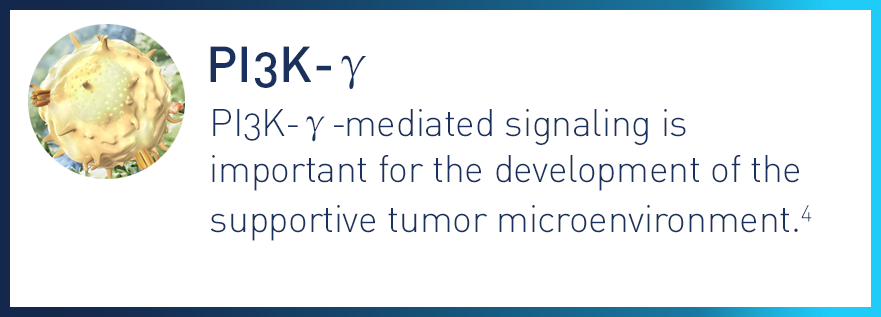 PI3K-γ
PI3K-γ-mediated signaling is
important for the development of the
supportive tumor microenvironment.⁴